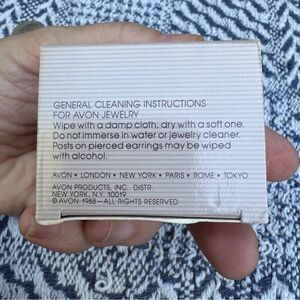 GENERAL CLEANING INSTRUCTIONS
FOR AVON JEWELRY
Wipe with a damp cloth, dry with a soft one.
Do not immerse in water or jewelry cleaner.
Posts on pierced earrings may be wiped
with alcohol.
AVON • LONDON • NEW YORK • PARIS • ROME • TOKYO
AVON PRODUCTS, INC., DISTR.
NEW YORK, N.Y. 10019
© AVON 1988—ALL RIGHTS RESERVED